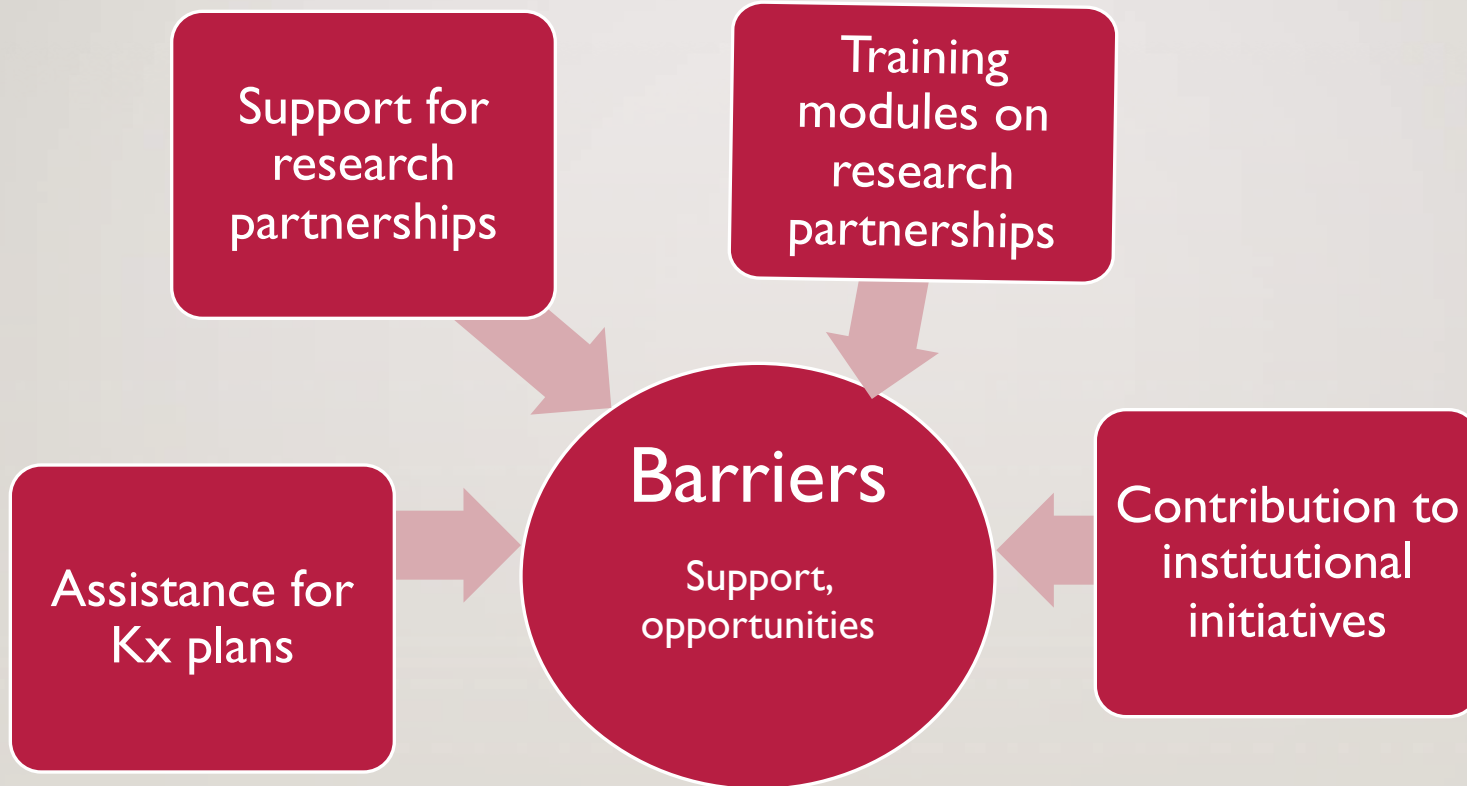 Support for
research
partnerships
Training
modules on
research
partnerships
Assistance for
Kx plans
Barriers
Support,
opportunities
Contribution to
institutional
initiatives